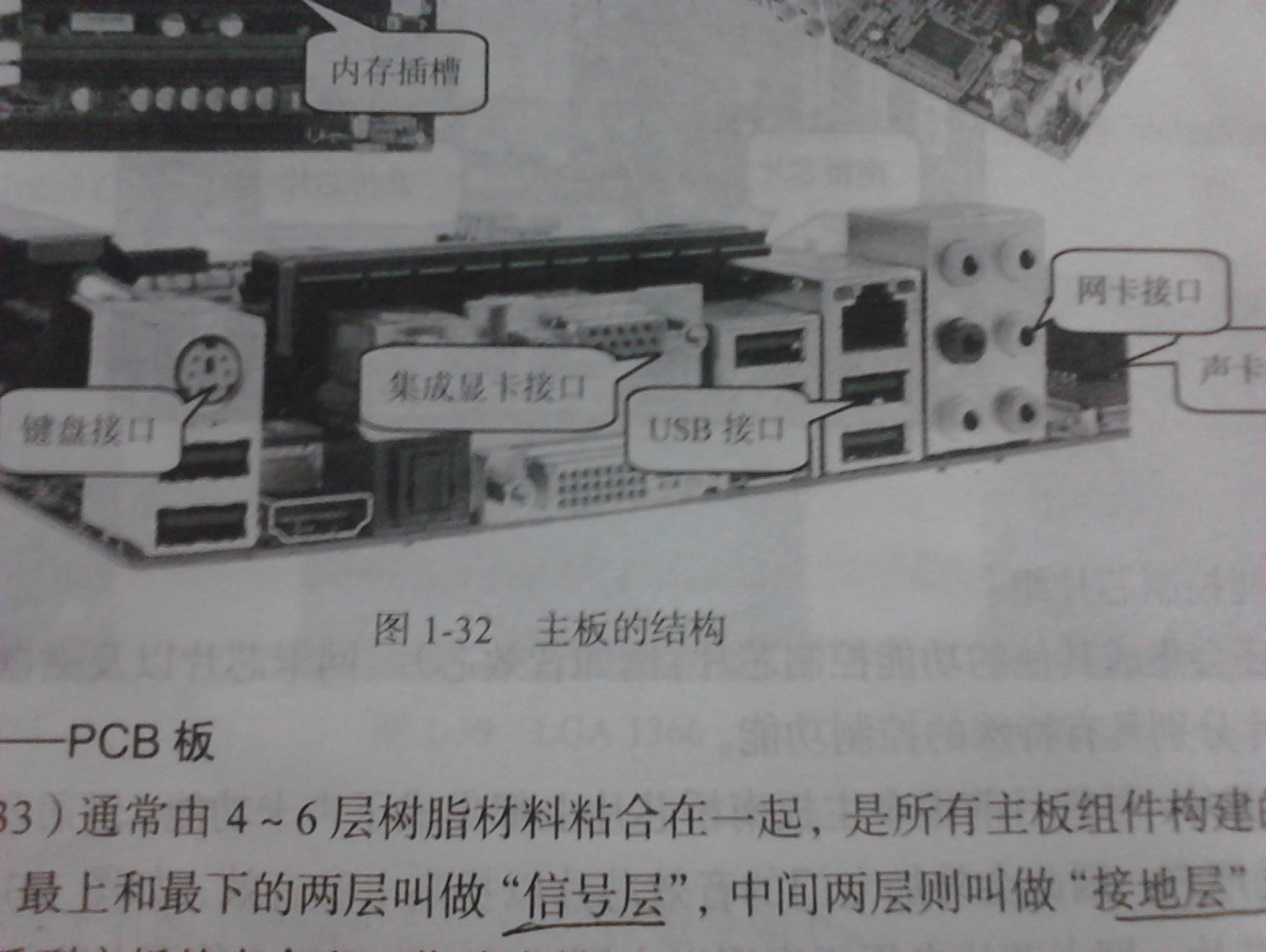 内存插槽
网卡接口
声卡
集成显卡接口
键盘接口
USB 接口
图 1-32 主板的结构
——PCB 板
33）通常由 4～6 层树脂材料粘合在一起，是所有主板组件构建的
最上和最下的两层叫做“信号层”，中间两层则叫做“接地层”